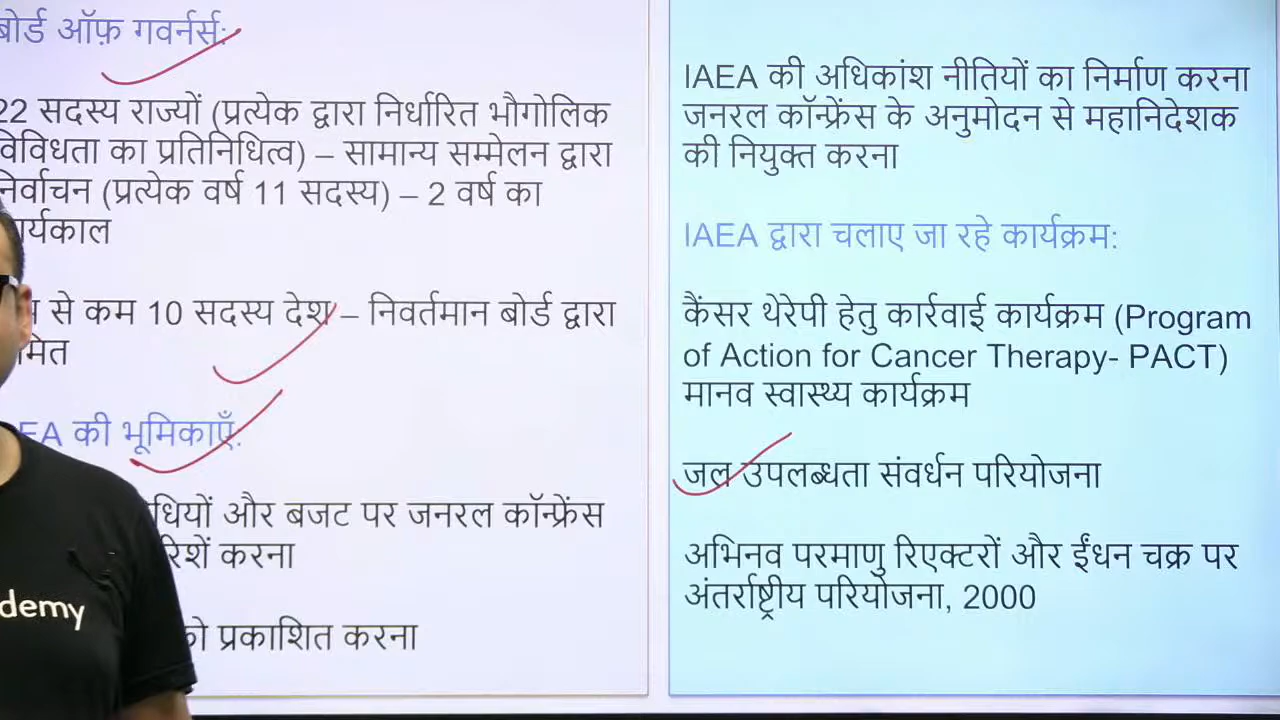 बोर्ड ऑफ़ गवर्नर्स:
22 सदस्य राज्यों (प्रत्येक द्वारा निर्धारित भौगोलिक
विविधता का प्रतिनिधित्व) – सामान्य सम्मेलन द्वारा
निर्वाचन (प्रत्येक वर्ष 11 सदस्य) – 2 वर्ष का
से कम 10 सदस्य देश – निवर्तमान बोर्ड द्वारा
की भूमिकाएँ:
और बजट पर जनरल कॉन्फ्रेंस
करना
को प्रकाशित करना
demy
IAEA की अधिकांश नीतियों का निर्माण करना
जनरल कॉन्फ्रेंस के अनुमोदन से महानिदेशक
की नियुक्त करना
IAEA द्वारा चलाए जा रहे कार्यक्रम:
कैंसर थेरेपी हेतु कार्रवाई कार्यक्रम (Program
of Action for Cancer Therapy- PACT)
मानव स्वास्थ्य कार्यक्रम
जल उपलब्धता संवर्धन परियोजना
अभिनव परमाणु रिएक्टरों और ईंधन चक्र पर
अंतर्राष्ट्रीय परियोजना, 2000